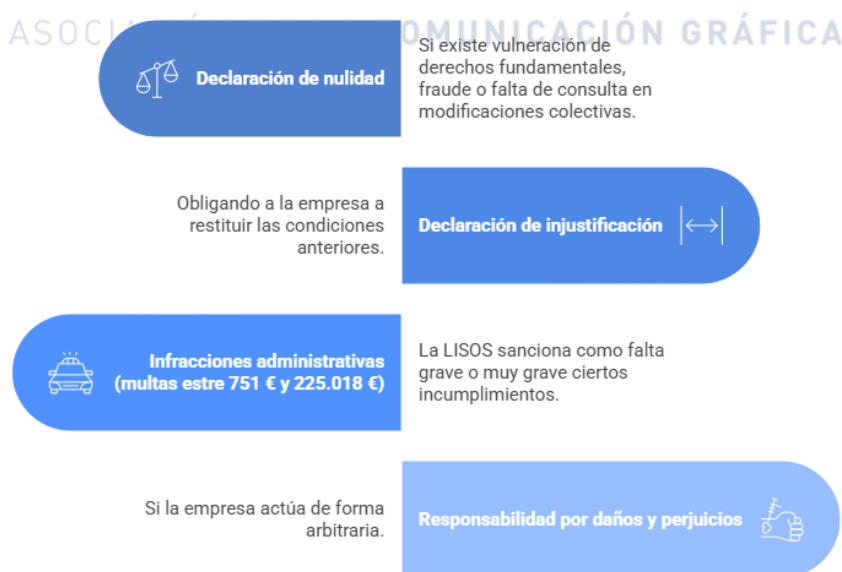 GRÁFICA
Declaración de nulidad
Si existe vulneración de
derechos fundamentales,
fraude o falta de consulta en
modificaciones colectivas.
Obligando a la empresa a
restituir las condiciones
anteriores.
Declaración de injustificación
Infracciones administrativas
(multas estre 751 € y 225.018 €)
La LISOS sanciona como falta
grave o muy grave ciertos
incumplimientos.
Si la empresa actúa de forma
arbitraria.
Responsabilidad por daños y perjuicios